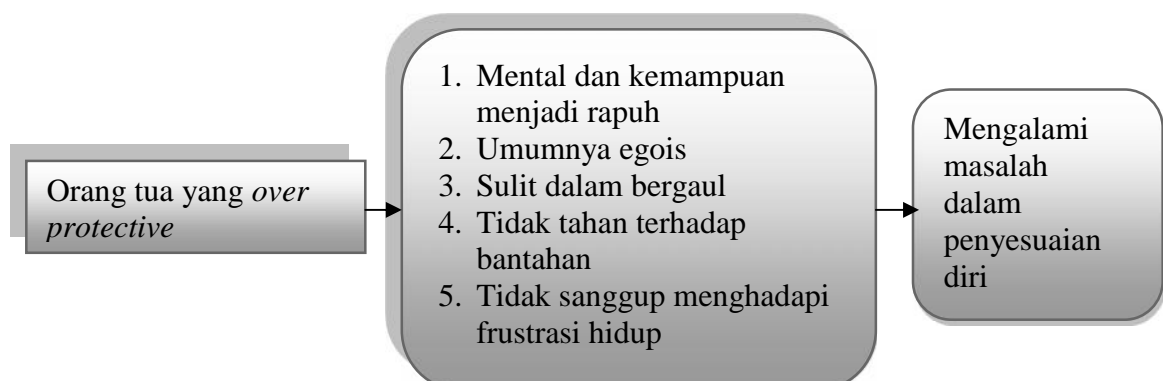 Orang tua yang over
protective
1. Mental dan kemampuan
menjadi rapuh
2. Umumnya egois
3. Sulit dalam bergaul
4. Tidak tahan terhadap
bantahan
5. Tidak sanggup menghadapi
frustrasi hidup
Mengalami
masalah
dalam
penyesuaian
diri